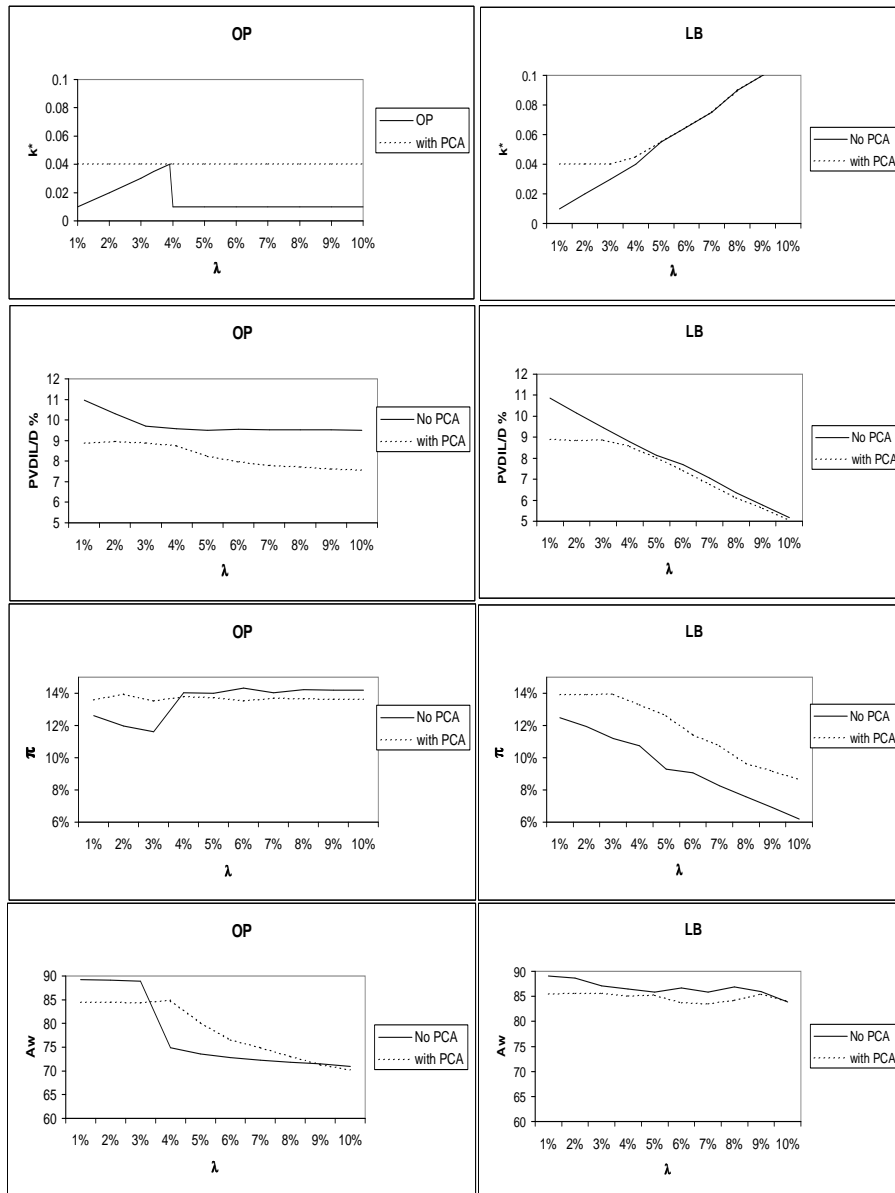 OP
0.1
0.08
0.06
0.04
0.02
0
k*
1% 2% 3% 4% 5% 6% 7% 8% 9% 10%
λ
OP
with PCA
LB
0.1
0.08
0.06
0.04
0.02
0
k*
1% 2% 3% 4% 5% 6% 7% 8% 9% 10%
λ
No PCA
with PCA
OP
12
11
10
9
8
7
6
5
PVDIL/D %
1% 2% 3% 4% 5% 6% 7% 8% 9% 10%
λ
No PCA
with PCA
LB
12
11
10
9
8
7
6
5
PVDIL/D %
1% 2% 3% 4% 5% 6% 7% 8% 9% 10%
λ
No PCA
with PCA
OP
14%
12%
10%
8%
6%
π
1% 2% 3% 4% 5% 6% 7% 8% 9% 10%
λ
No PCA
with PCA
LB
14%
12%
10%
8%
6%
π
1% 2% 3% 4% 5% 6% 7% 8% 9% 10%
λ
No PCA
with PCA
OP
90
85
80
75
70
65
60
Aw
1% 2% 3% 4% 5% 6% 7% 8% 9% 10%
λ
No PCA
with PCA
LB
90
85
80
75
70
65
60
Aw
1% 2% 3% 4% 5% 6% 7% 8% 9% 10%
λ
No PCA
with PCA